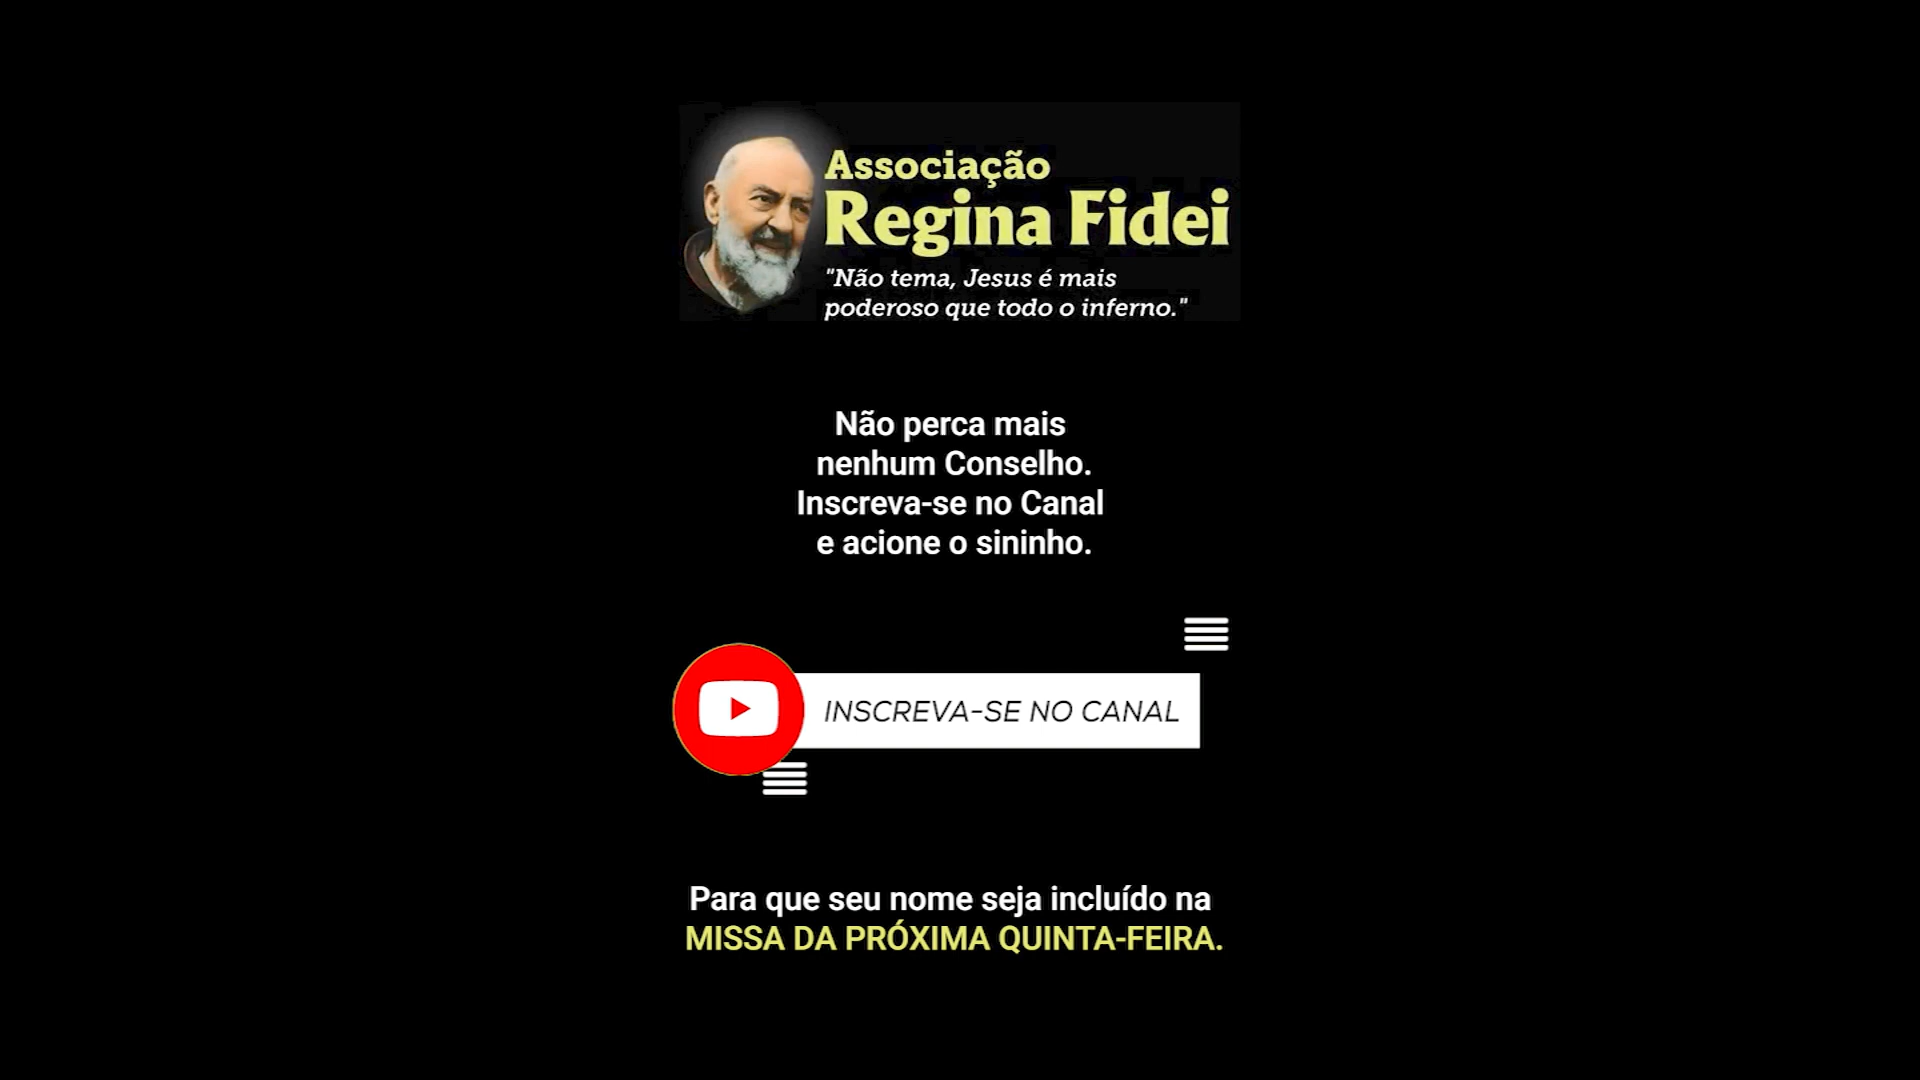 Associação
Regina Fidei
"Não tema, Jesus é mais
poderoso que todo o inferno."
Não perca mais
nenhum Conselho.
Inscreva-se no Canal
e acione o sininho.
INSCREVA-SE NO CANAL
Para que seu nome seja incluído na
MISSA DA PRÓXIMA QUINTA-FEIRA.